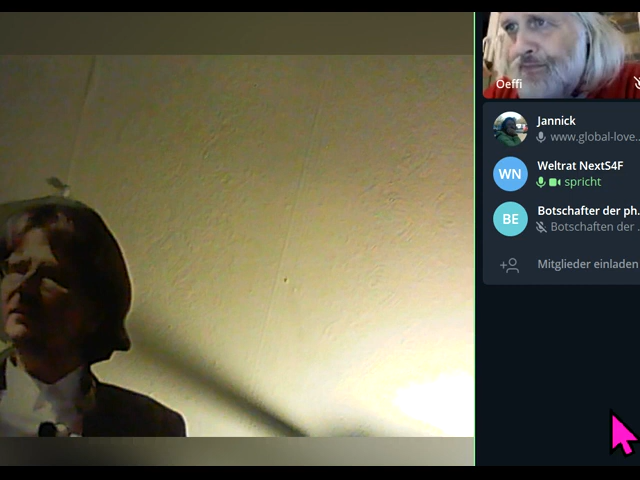 Oeffi
Jannick
www.global-love...
WN
Weltrat NextS4F
spricht
BE
Botschafter der ph...
Botschaften der ...
Mitglieder einladen